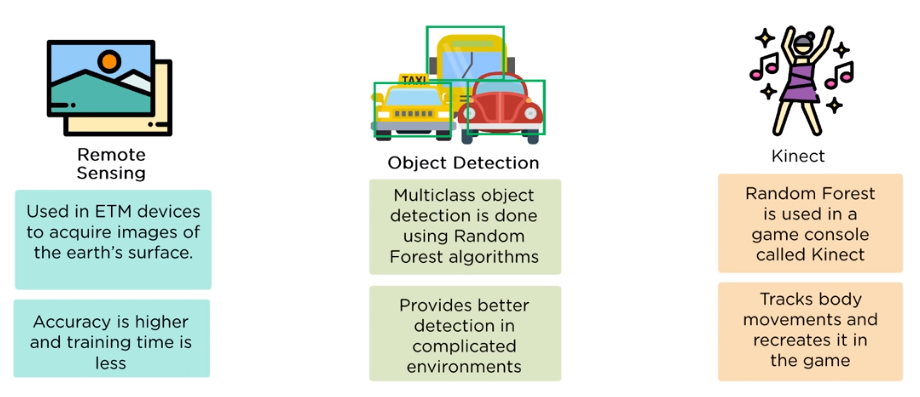 TAXI
Remote
Sensing
Used in ETM devices
to acquire images of
the earth's surface.
Accuracy is higher
and training time is
less
Object Detection
Multiclass object
detection is done
using Random
Forest algorithms
Provides better
detection in
complicated
environments
Kinect
Random Forest
is used in a
game console
called Kinect
Tracks body
movements and
recreates it in
the game